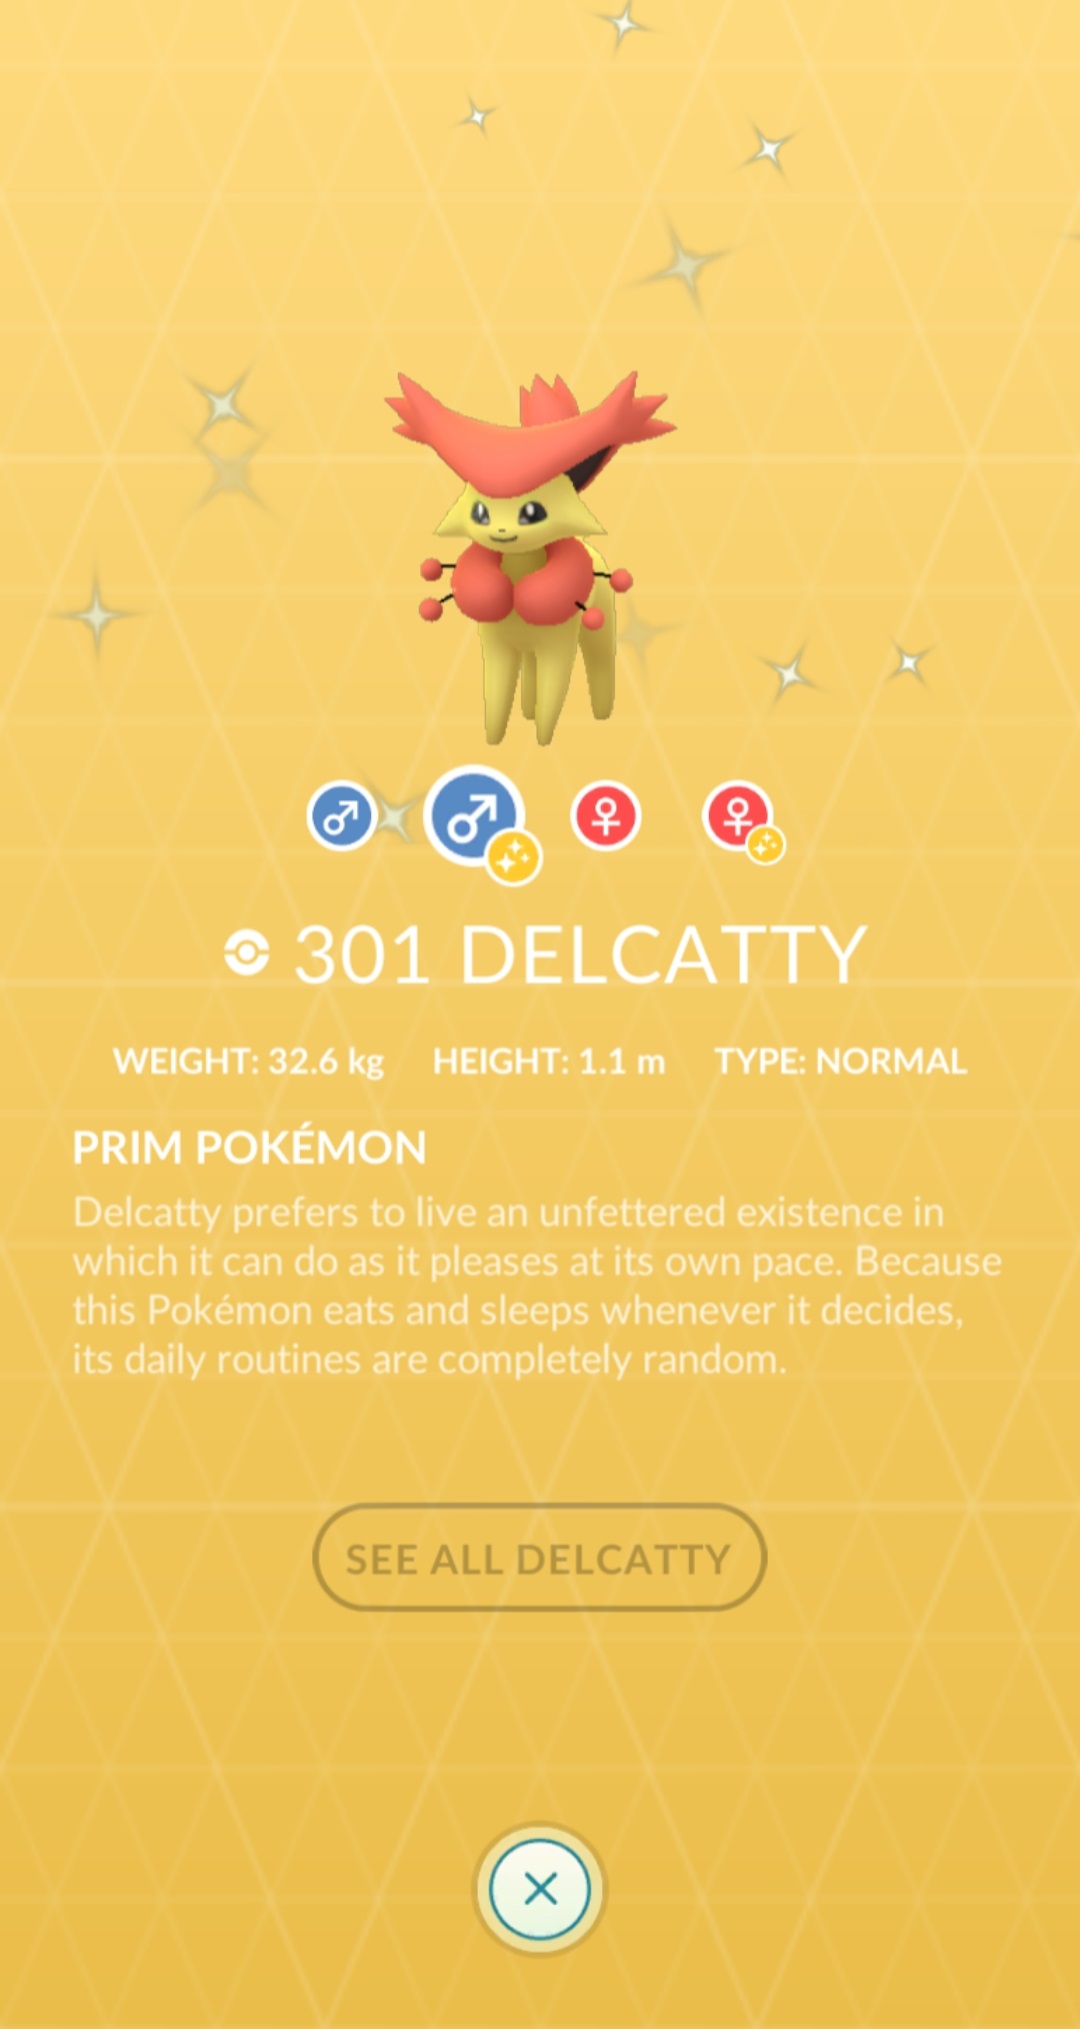 301 DELCATTY
WEIGHT: 32.6 kg HEIGHT: 1.1 m TYPE: NORMAL
PRIM POKÉMON
Delcatty prefers to live an unfettered existence in
which it can do as it pleases at its own pace. Because
this Pokémon eats and sleeps whenever it decides,
its daily routines are completely random.
SEE ALL DELCATTY